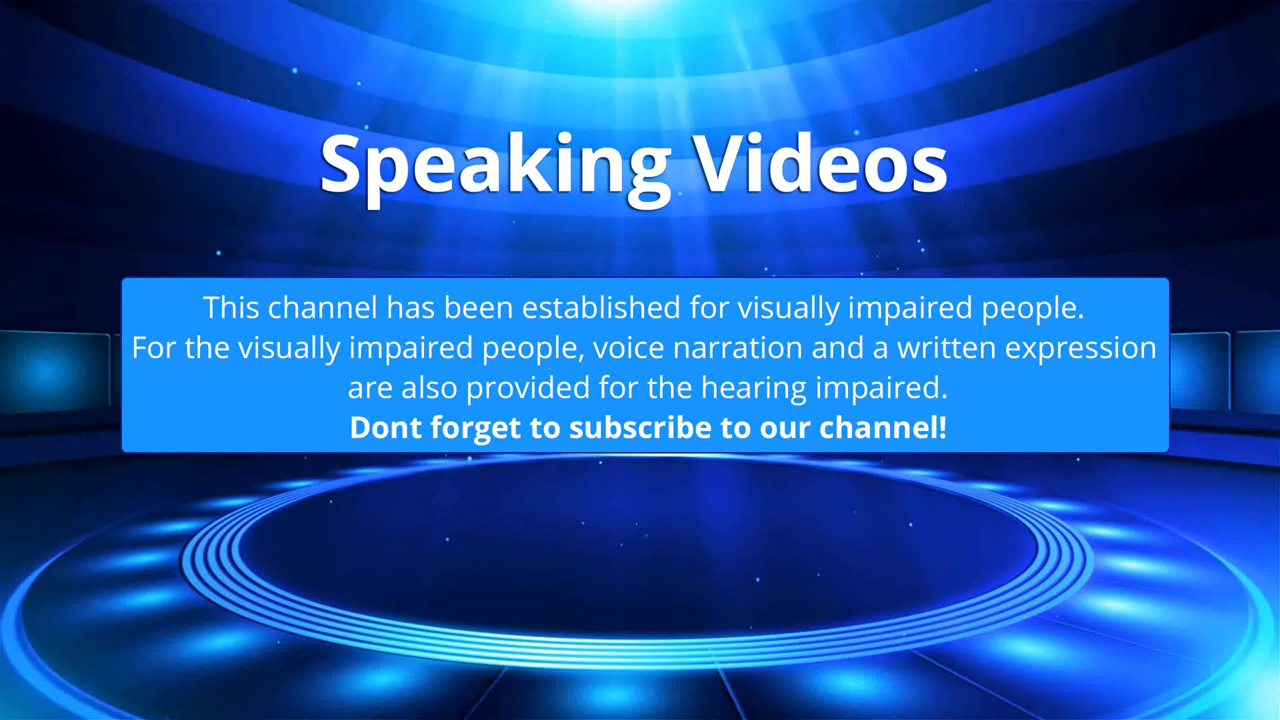 Speaking Videos
This channel has been established for visually impaired people.
For the visually impaired people, voice narration and a written expression
are also provided for the hearing impaired.
Dont forget to subscribe to our channel!